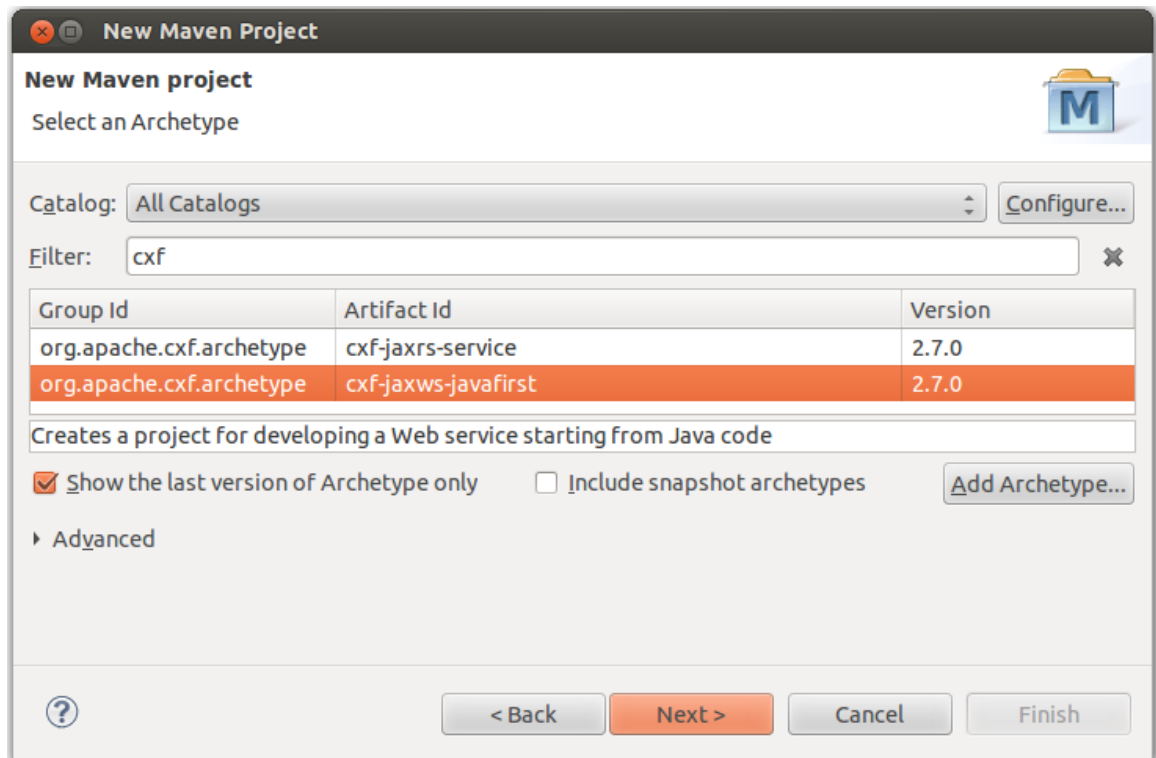 New Maven Project
New Maven project
Select an Archetype
M
Catalog: All Catalogs Configure...
Filter: cxf
Group Id Artifact Id Version
org.apache.cxf.archetype cxf-jaxrs-service 2.7.0
org.apache.cxf.archetype cxf-jaxws-javafirst 2.7.0
Creates a project for developing a Web service starting from Java code
Show the last version of Archetype only Include snapshot archetypes Add Archetype...
Advanced
? < Back Next > Cancel Finish